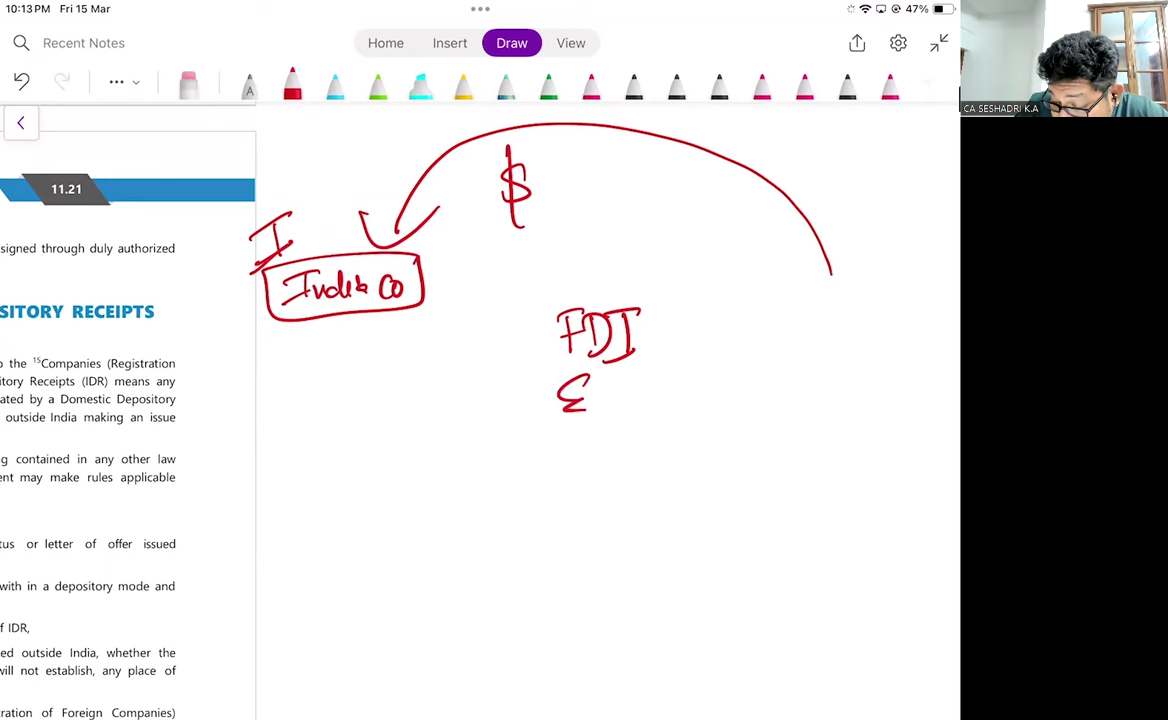 10:13 PM Fri 15 Mar
47%
Recent Notes
Home Insert Draw View
A
CA SESHADRI K.A
11.21
signed through duly authorized
SITORY RECEIPTS
o the 15Companies (Registration
itory Receipts (IDR) means any
ated by a Domestic Depository
outside India making an issue
g contained in any other law
ent may make rules applicable
tus or letter of offer issued
with in a depository mode and
f IDR,
ed outside India, whether the
will not establish, any place of
ration of Foreign Companies)
$
I
India Co
FDI
E